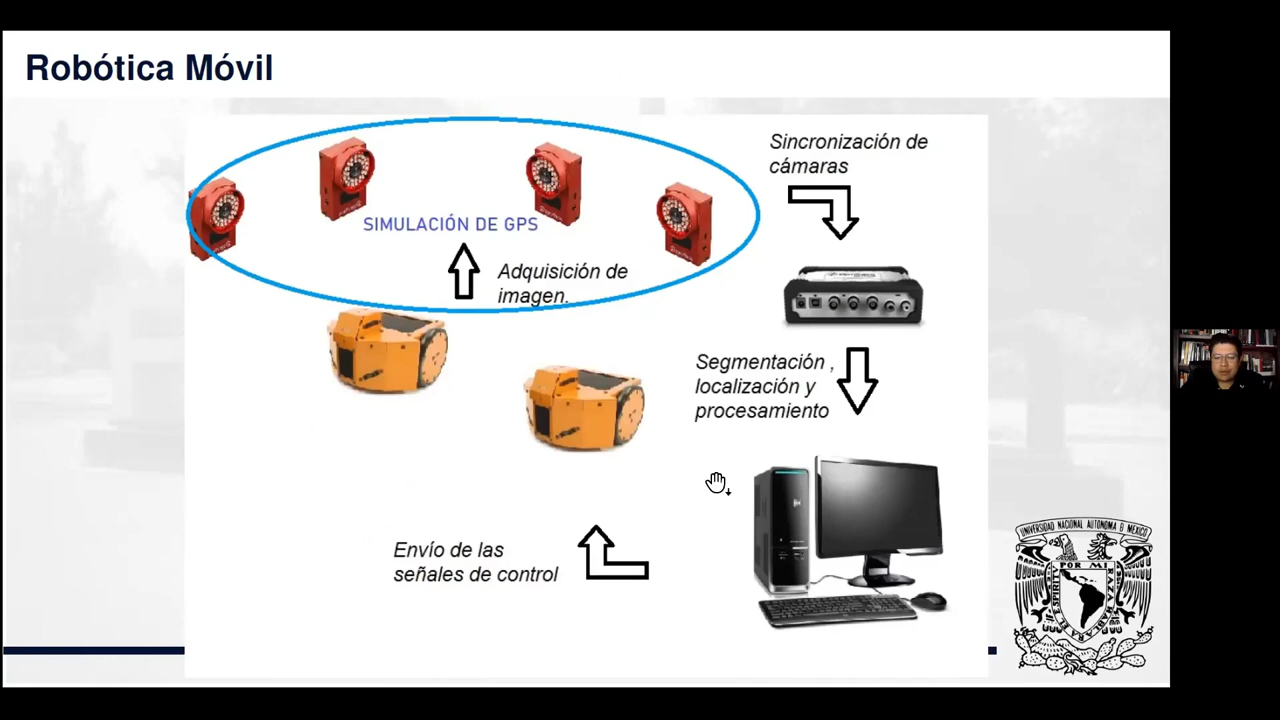 Robótica Móvil
Sincronización de
cámaras
SIMULACIÓN DE GPS
Adquisición de
imagen.
Segmentación ,
localización y
procesamiento
Envío de las
señales de control
UNIVERSIDAD NACIONAL AUTONOMA DE MEXICO
POR MI
RAZA HABLARA EL
ESPIRITU